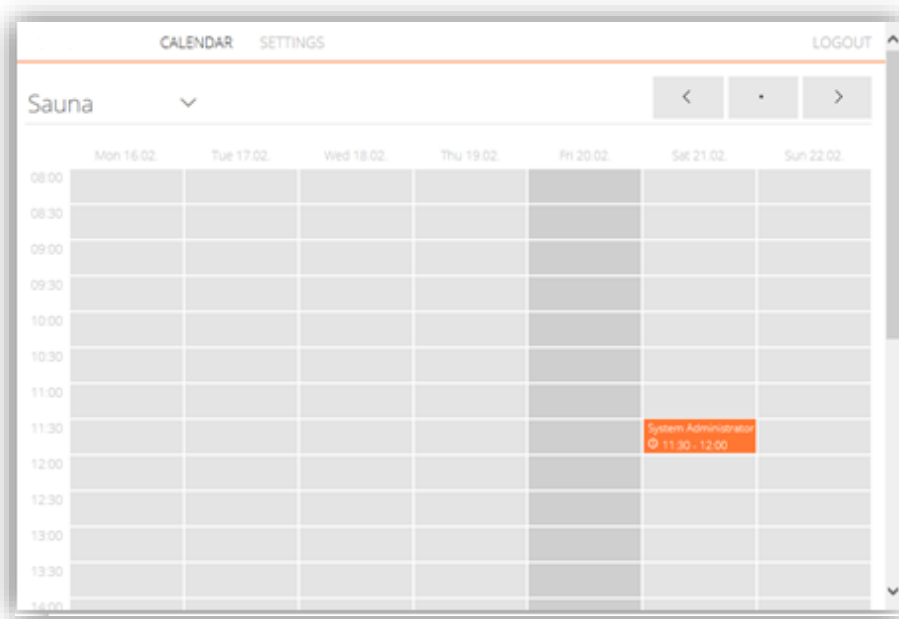 CALENDAR SETTINGS LOGOUT
Sauna
Mon 16.02. Tue 17.02. Wed 18.02. Thu 19.02. Fri 20.02. Sat 21.02. Sun 22.02.
08:00
08:30
09:00
09:30
10:00
10:30
11:00
11:30
System Administrator
11:30 - 12:00
12:00
12:30
13:00
13:30
14:00